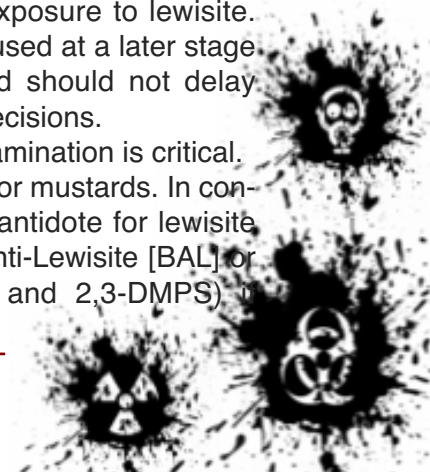 xposure to lewisite.
used at a later stage
d should not delay
ecisions.
amination is critical.
or mustards. In con-
antidote for lewisite
nti-Lewisite [BAL] or
and 2,3-DMPS)